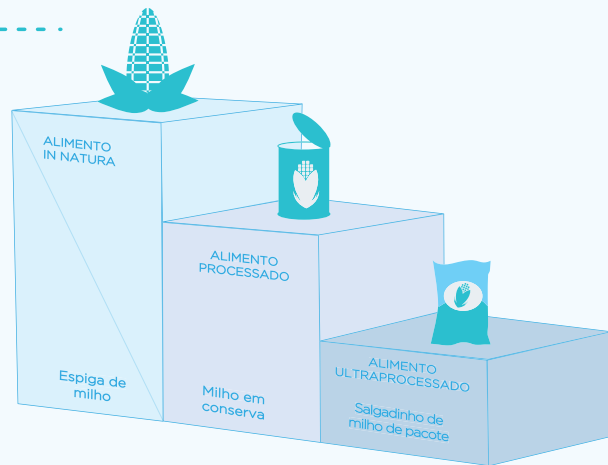 ALIMENTO
IN NATURA
Espiga de
milho
ALIMENTO
PROCESSADO
Milho em
conserva
ALIMENTO
ULTRAPROCESSADO
Salgadinho de
milho de pacote